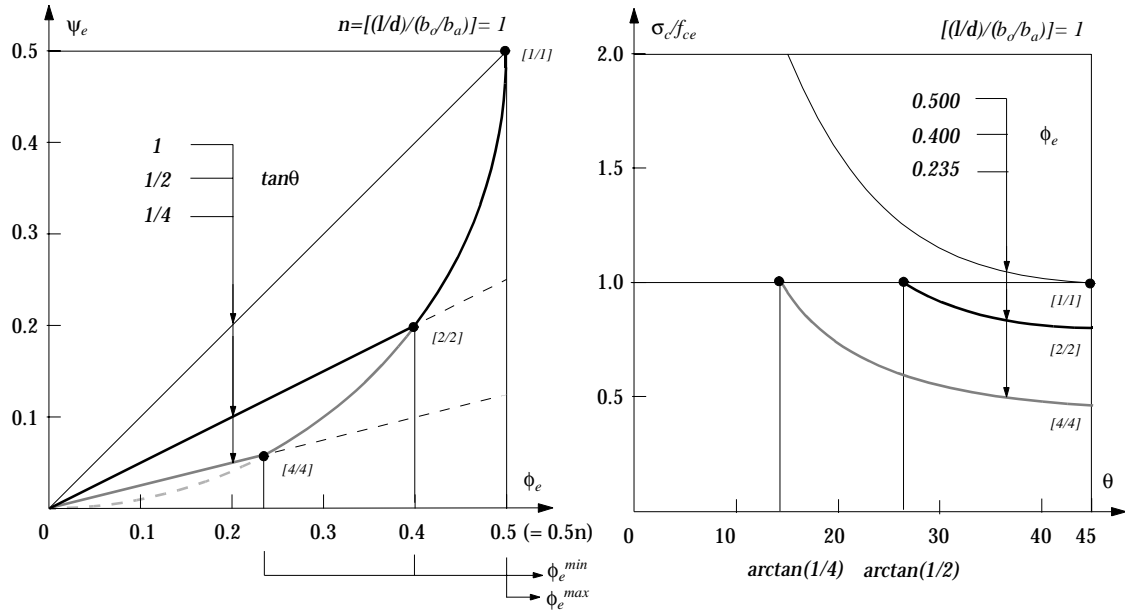 ψe
n=[(l/d)/(bo/ba)]= 1
0.5
[1/1]
1
1/2
tanθ
1/4
0.4
0.3
0.2
[2/2]
0.1
[4/4]
ϕe
0
0.1
0.2
0.3
0.4
0.5 (= 0.5n)
ϕe^min
ϕe^max
σc/fce
[(l/d)/(bo/ba)]= 1
2.0
0.500
0.400
ϕe
0.235
1.5
1.0
[1/1]
[2/2]
0.5
[4/4]
θ
0
10
20
30
40
45
arctan(1/4)
arctan(1/2)